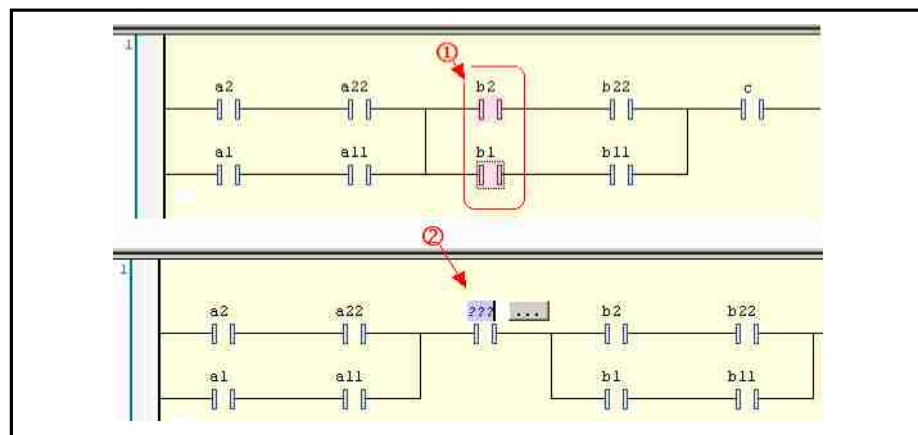 1
①
a2 a22 b2 b22 c
a1 a11 b1 b11
②
1
a2 a22 ??? ... b2 b22
a1 a11 b1 b11